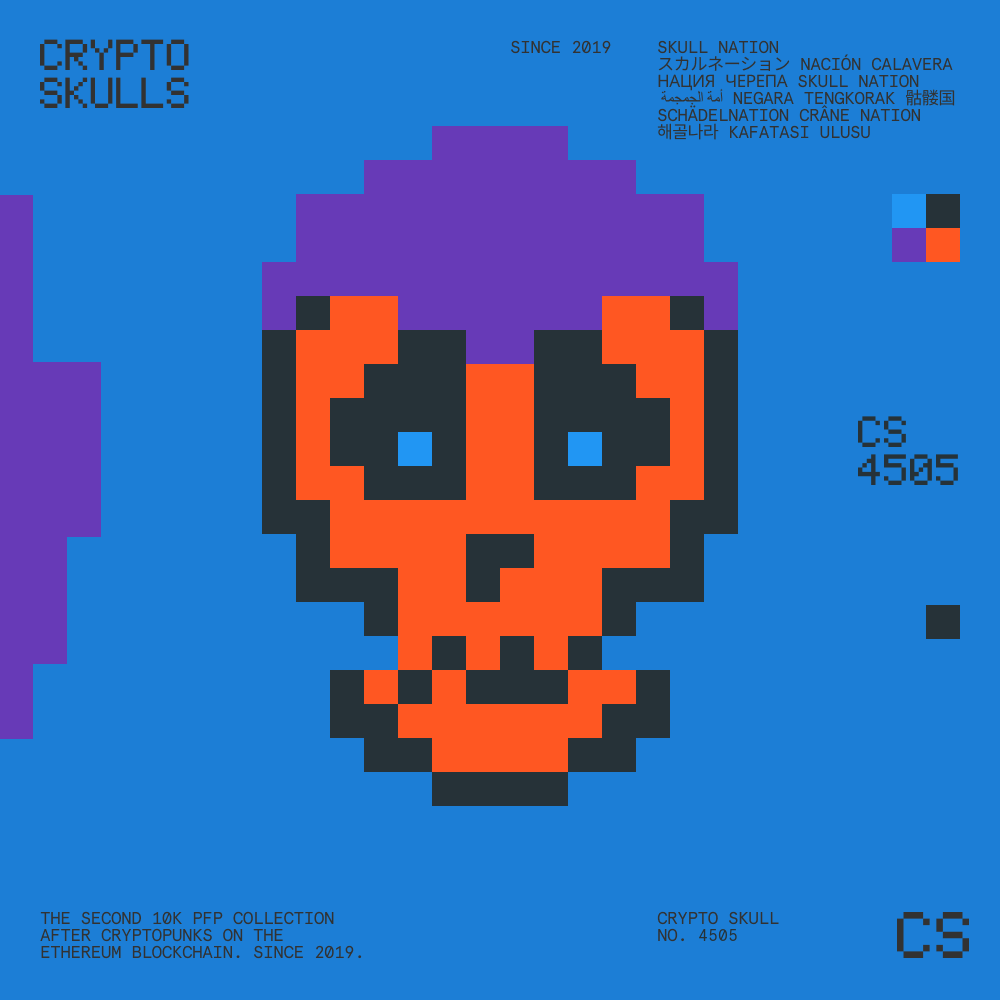 CRYPTO
SKULLS
SINCE 2019
SKULL NATION
スカルネーション NACIÓN CALAVERA
НАЦИЯ ЧЕРЕПА SKULL NATION
أمة الجمجمة NEGARA TENGKORAK 骷髅国
SCHÄDELNATION CRÂNE NATION
해골나라 KAFATASI ULUSU
CS
4505
THE SECOND 10K PFP COLLECTION
AFTER CRYPTOPUNKS ON THE
ETHEREUM BLOCKCHAIN. SINCE 2019.
CRYPTO SKULL
NO. 4505
CS